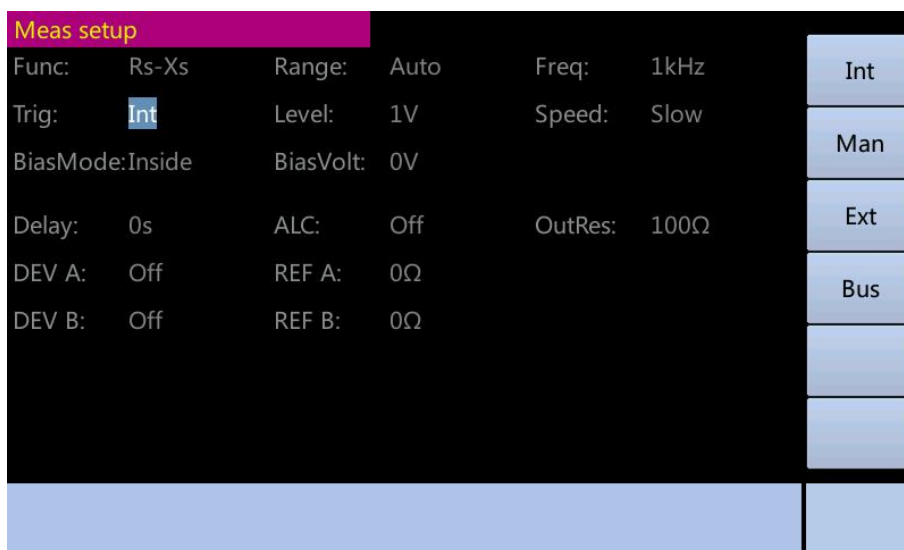 Meas setup
Func: Rs-Xs Range: Auto Freq: 1kHz
Trig: Int Level: 1V Speed: Slow
BiasMode:Inside BiasVolt: 0V
Delay: 0s ALC: Off OutRes: 100Ω
DEV A: Off REF A: 0Ω
DEV B: Off REF B: 0Ω
Int
Man
Ext
Bus